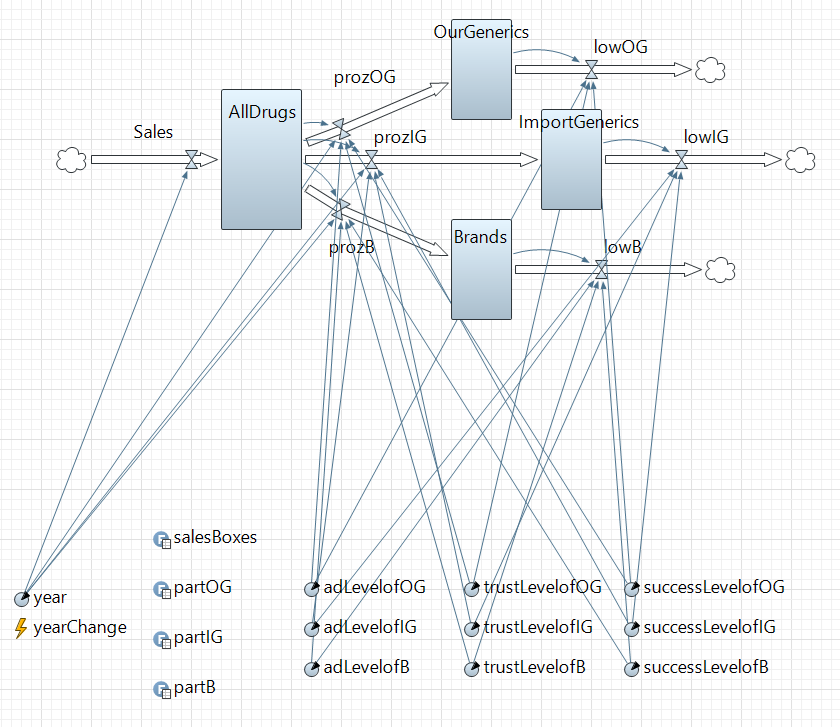 OurGenerics
lowOG
prozOG
AllDrugs
ImportGenerics
Sales
prozIG
lowIG
Brands
prozB
lowB
salesBoxes
partOG
adLevelofOG
trustLevelofOG
successLevelofOG
year
yearChange
adLevelofIG
trustLevelofIG
successLevelofIG
partIG
adLevelofB
trustLevelofB
successLevelofB
partB